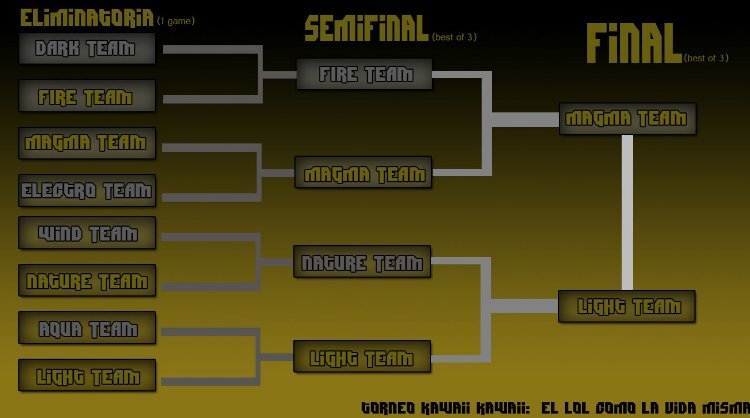 ELIMINATORIA (1 game)
DARK TEAM
FIRE TEAM
MAGMA TEAM
ELECTRO TEAM
WIND TEAM
NATURE TEAM
AQUA TEAM
LIGHT TEAM
SEMIFINAL (best of 3)
FIRE TEAM
MAGMA TEAM
NATURE TEAM
LIGHT TEAM
FINAL (best of 3)
MAGMA TEAM
LIGHT TEAM
TORNEO KAWAII KAWAII: EL LOL COMO LA VIDA MISMA